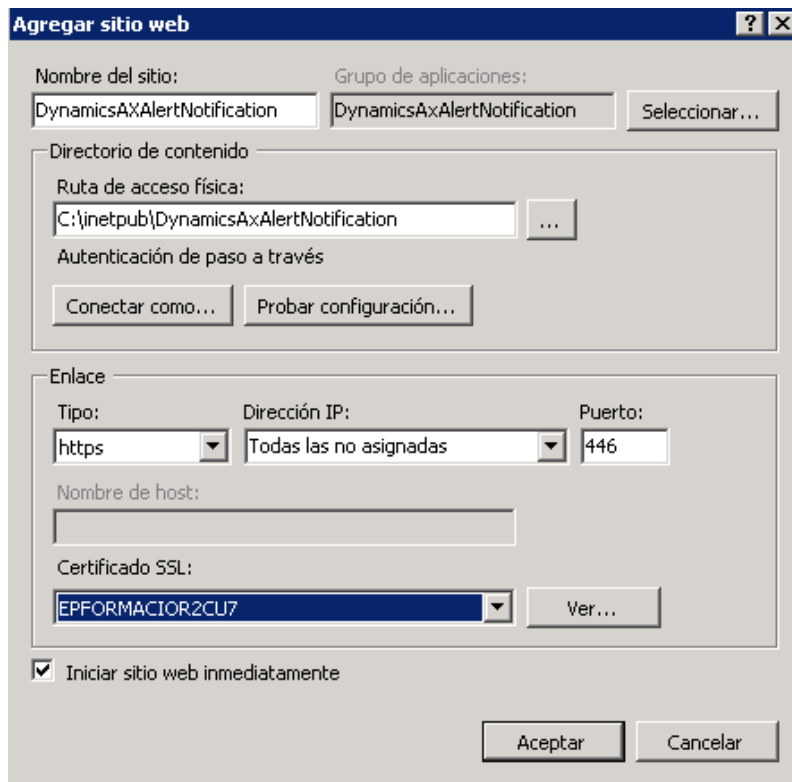 Agregar sitio web
Nombre del sitio:
Grupo de aplicaciones:
DynamicsAXAlertNotification
DynamicsAxAlertNotification
Seleccionar...
Directorio de contenido
Ruta de acceso física:
C:\inetpub\DynamicsAxAlertNotification
...
Autenticación de paso a través
Conectar como...
Probar configuración...
Enlace
Tipo:
Dirección IP:
Puerto:
https
Todas las no asignadas
446
Nombre de host:
Certificado SSL:
EPFORMACIOR2CU7
Ver...
Iniciar sitio web inmediatamente
Aceptar
Cancelar